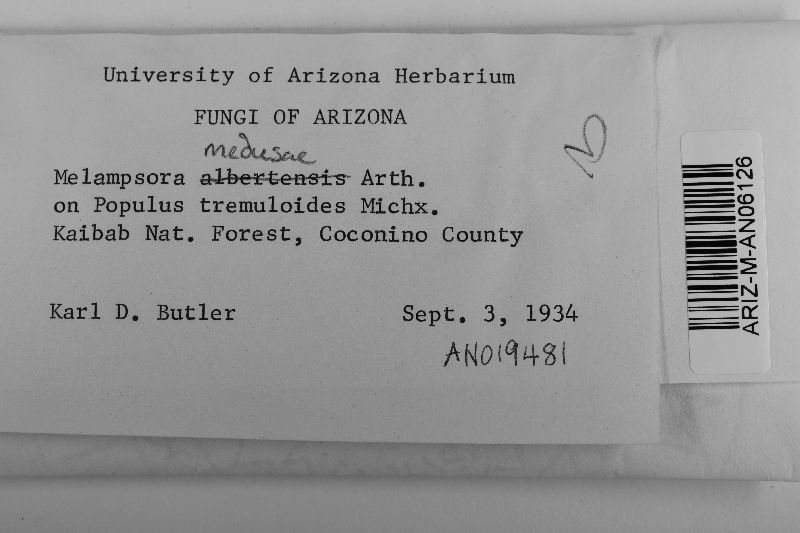 University of Arizona Herbarium
FUNGI OF ARIZONA
medusae
Melampsora albertensis Arth.
on Populus tremuloides Michx.
Kaibab Nat. Forest, Coconino County
Karl D. Butler Sept. 3, 1934
AN019481
ARIZ-M-AN06126